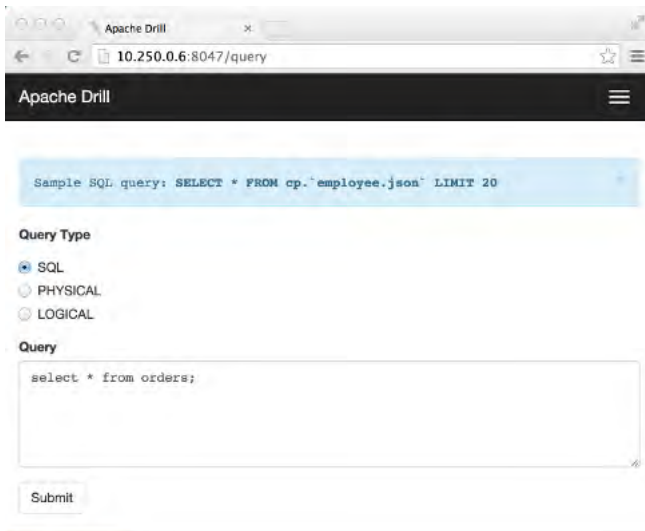 Apache Drill
10.250.0.6:8047/query
Apache Drill
Sample SQL query: SELECT * FROM cp.`employee.json` LIMIT 20
Query Type
SQL
PHYSICAL
LOGICAL
Query
select * from orders;
Submit